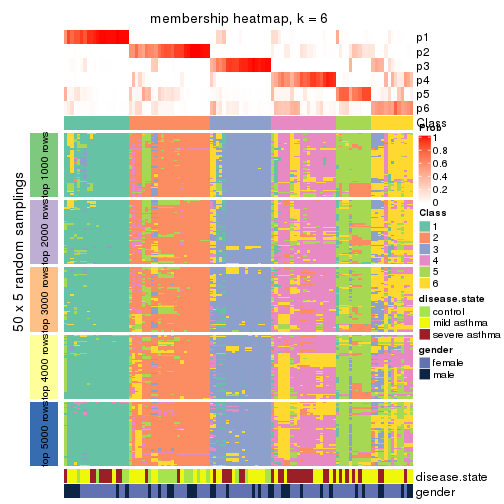 membership heatmap, k = 6
p1
p2
p3
p4
p5
p6
Class
Prob
1
0.8
0.6
0.4
0.2
0
Class
1
2
3
4
5
6
disease.state
control
mild asthma
severe asthma
gender
female
male
50 x 5 random samplings
top 1000 rows
top 2000 rows
top 3000 rows
top 4000 rows
top 5000 rows
disease.state
gender